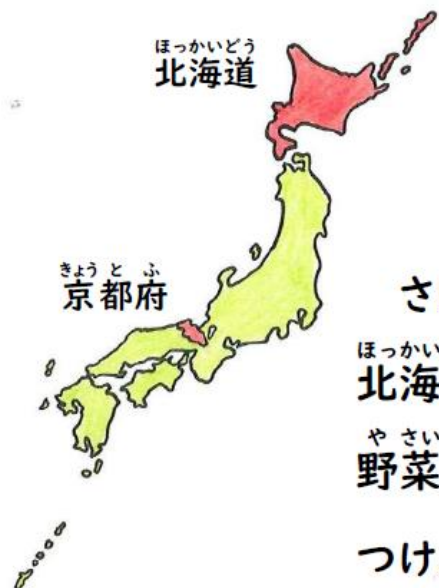 ほっかいどう
北海道
きょうとふ
京都府
さ
ほっかい
北海
やさい
野菜
つけ